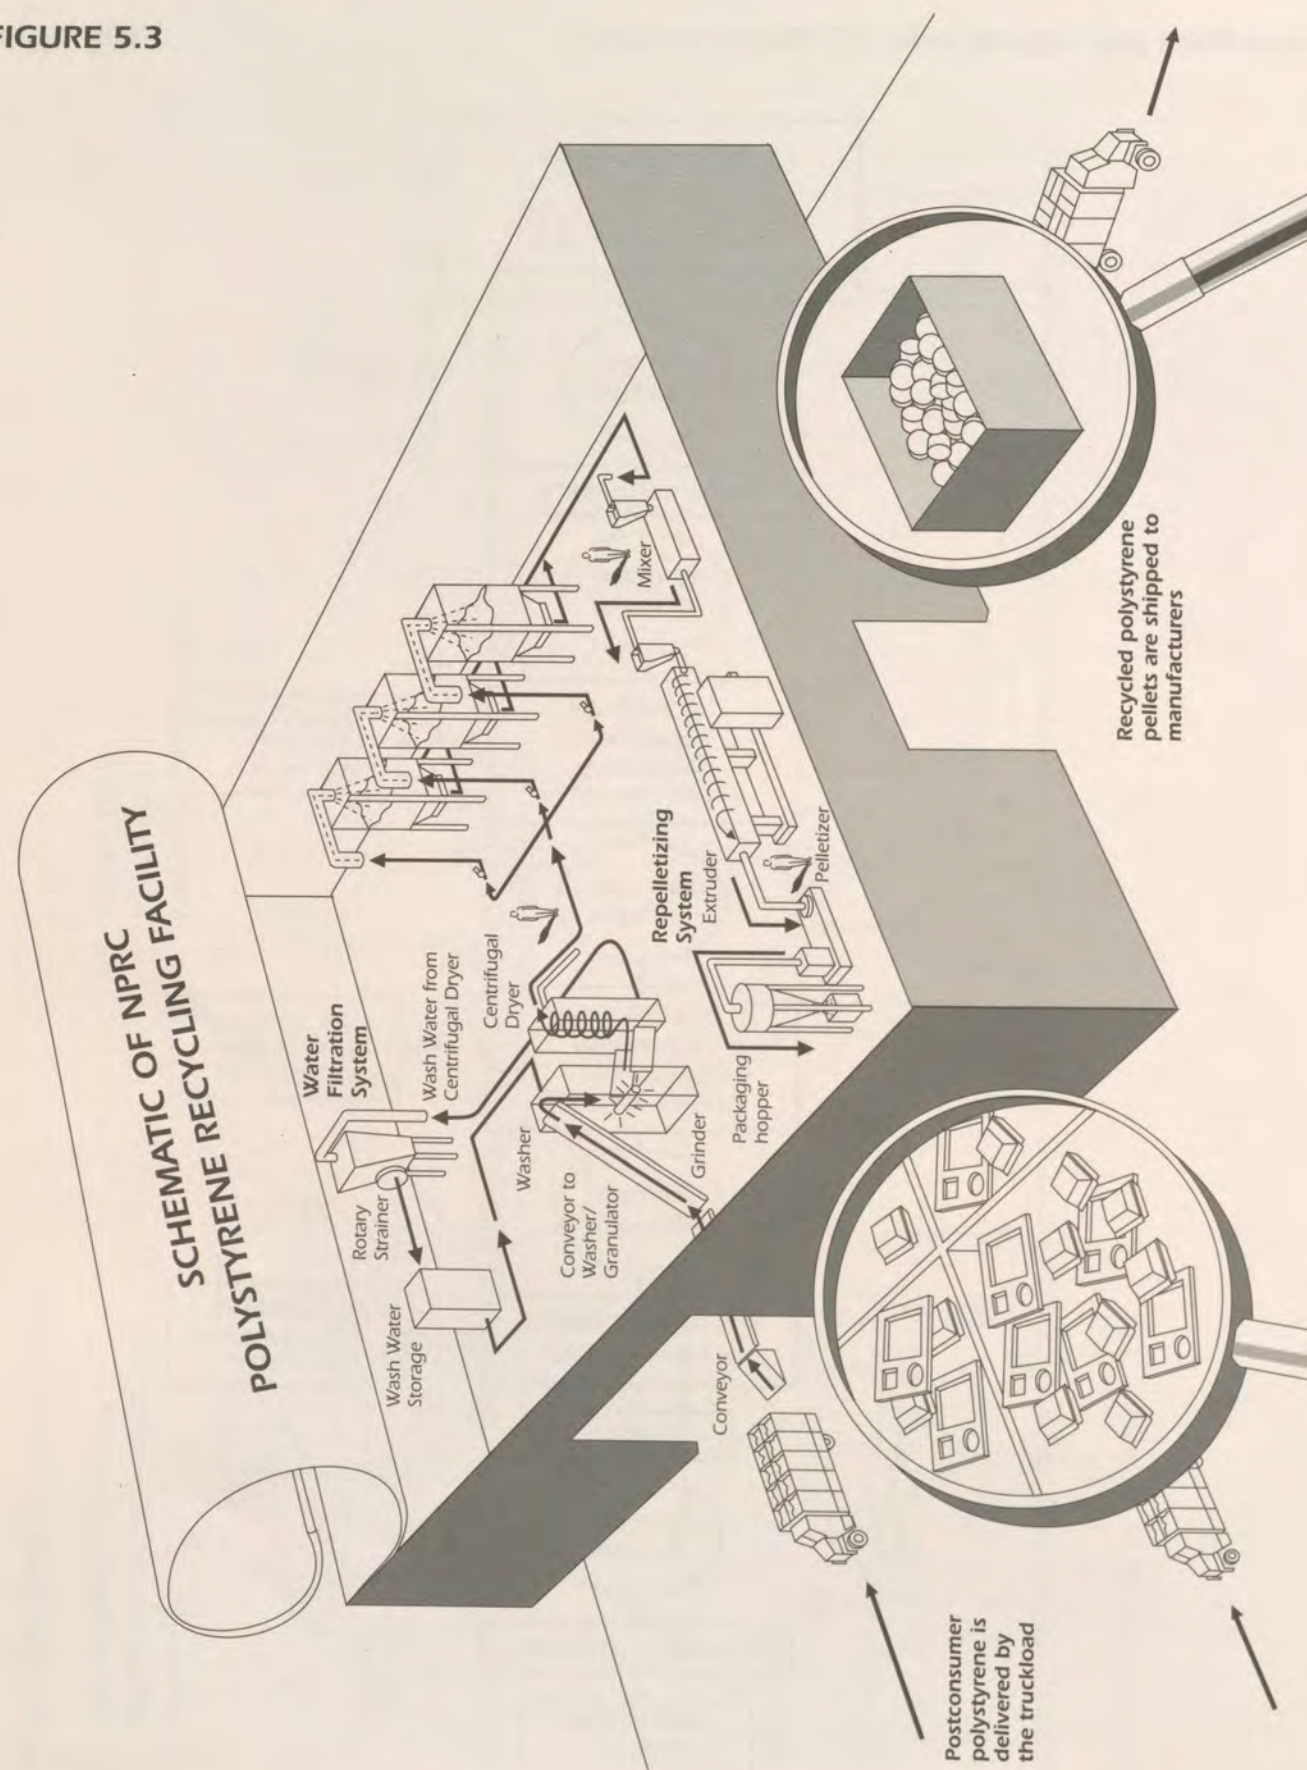 FIGURE 5.3
SCHEMATIC OF NPRC
POLYSTYRENE RECYCLING FACILITY
Water
Filtration
System
Wash Water from
Centrifugal Dryer
Centrifugal
Dryer
Rotary
Strainer
Wash Water
Storage
Washer
Conveyor to
Washer/
Granulator
Grinder
Conveyor
Mixer
Repelletizing
System
Extruder
Pelletizer
Packaging
hopper
Postconsumer
polystyrene is
delivered by
the truckload
Recycled polystyrene
pellets are shipped to
manufacturers